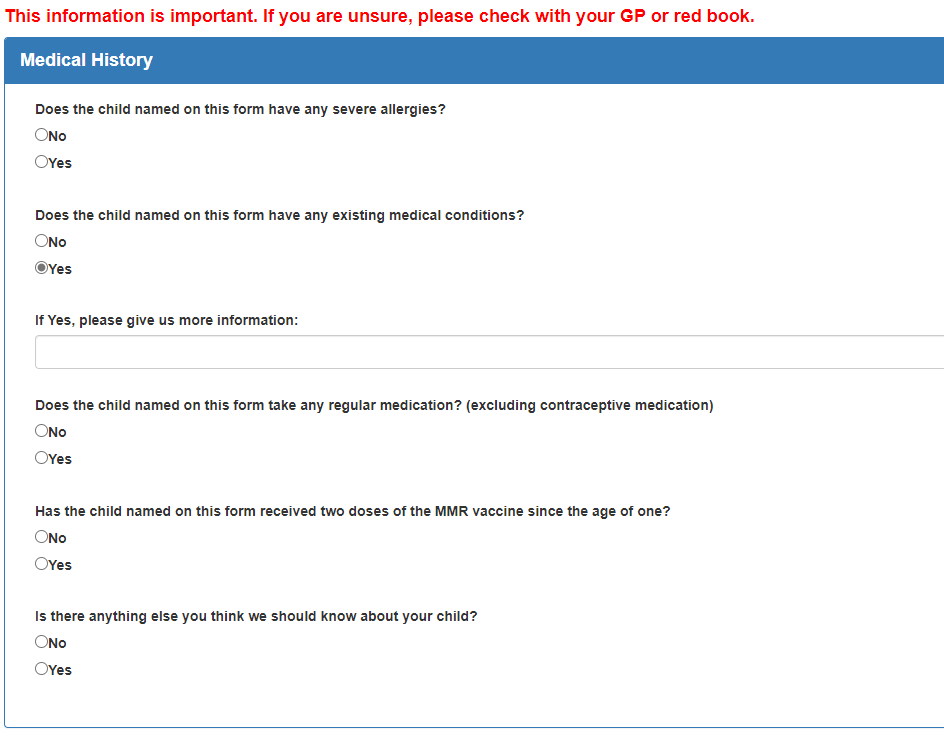 This information is important. If you are unsure, please check with your GP or red book.
Medical History
Does the child named on this form have any severe allergies?
No
Yes
Does the child named on this form have any existing medical conditions?
No
Yes
If Yes, please give us more information:
Does the child named on this form take any regular medication? (excluding contraceptive medication)
No
Yes
Has the child named on this form received two doses of the MMR vaccine since the age of one?
No
Yes
Is there anything else you think we should know about your child?
No
Yes